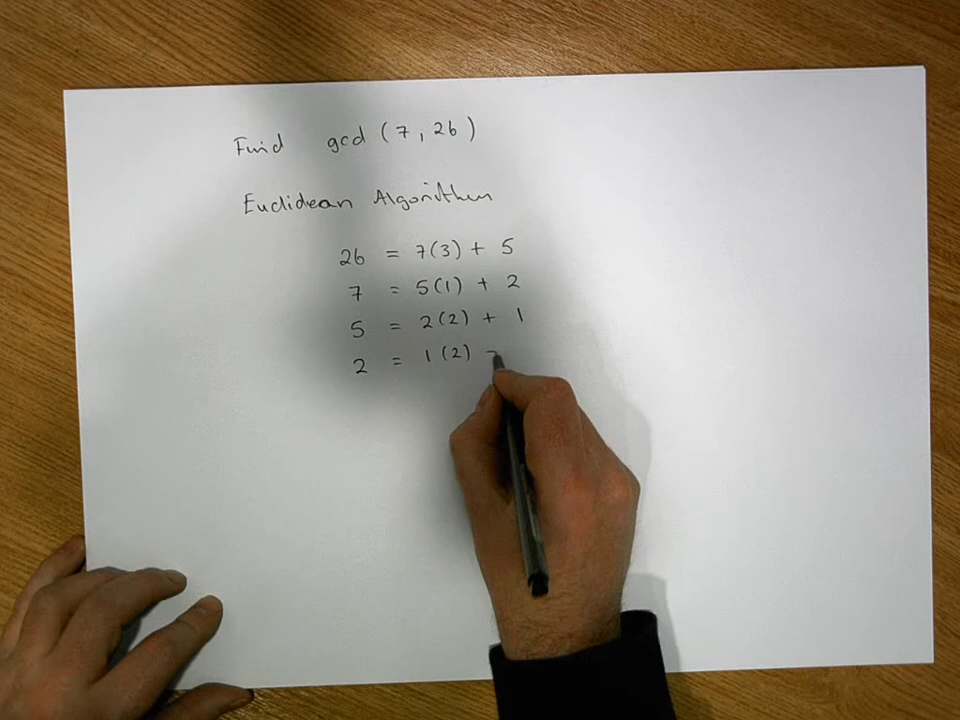 Find gcd (7, 26)
Euclidean Algorithm
26 = 7(3) + 5
7 = 5(1) + 2
5 = 2(2) + 1
2 = 1(2)